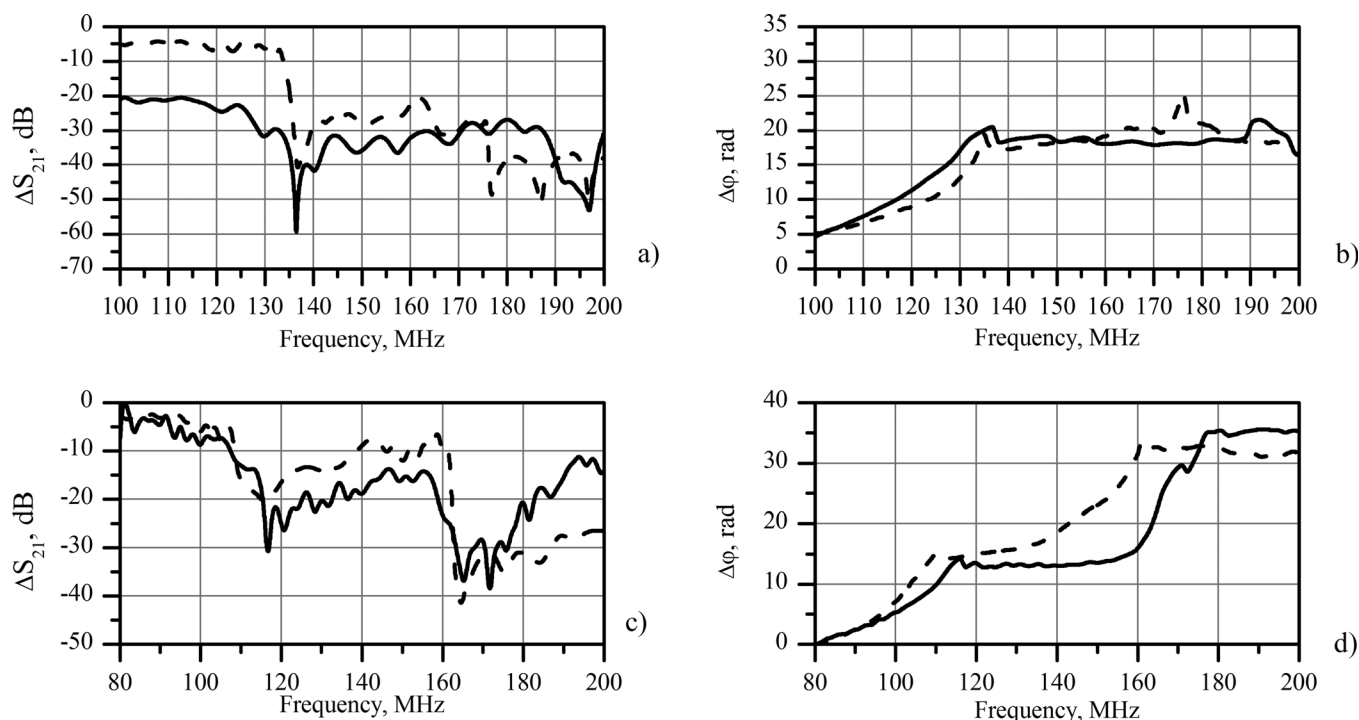 0
-10
-20
-30
-40
-50
-60
-70
ΔS21, dB
100 110 120 130 140 150 160 170 180 190 200
Frequency, MHz
a)
35
30
25
20
15
10
5
0
Δφ, rad
100 110 120 130 140 150 160 170 180 190 200
Frequency, MHz
b)
0
-10
-20
-30
-40
-50
ΔS21, dB
80 100 120 140 160 180 200
Frequency, MHz
c)
40
30
20
10
0
Δφ, rad
80 100 120 140 160 180 200
Frequency, MHz
d)